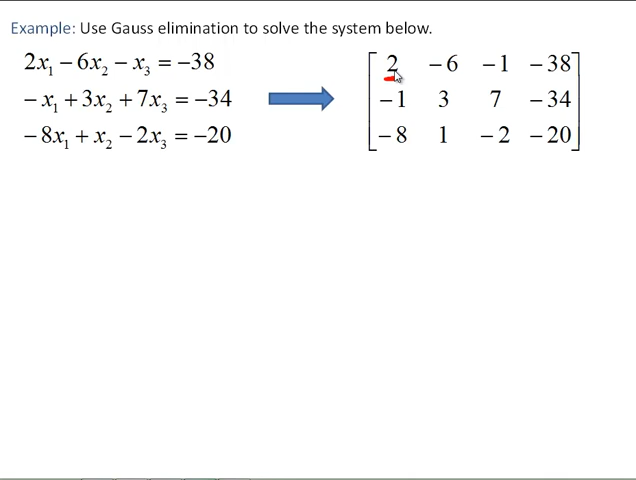 Example: Use Gauss elimination to solve the system below.
2x₁ − 6x₂ − x₃ = −38
− x₁ + 3x₂ + 7x₃ = −34
− 8x₁ + x₂ − 2x₃ = −20
2 − 6 − 1 − 38
− 1 3 7 − 34
− 8 1 − 2 − 20